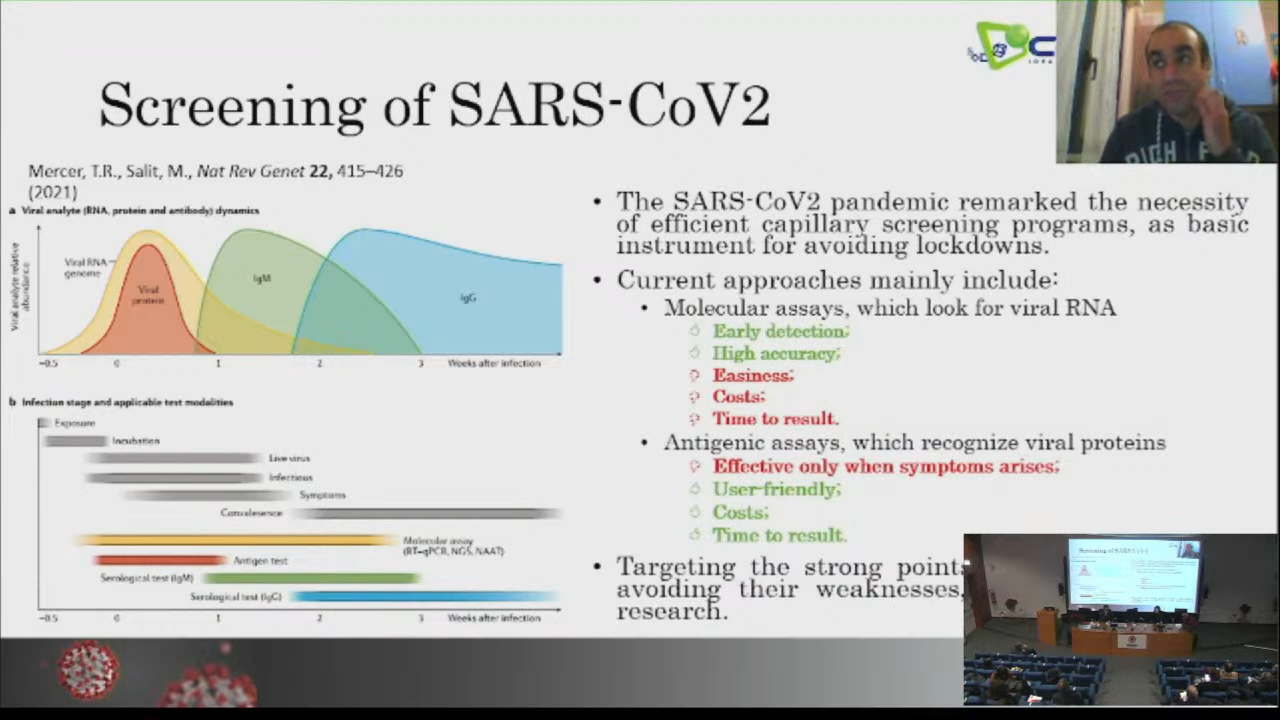 Screening of SARS-CoV2
Mercer, T.R., Salit, M., Nat Rev Genet 22, 415–426
(2021)
a Viral analyte (RNA, protein and antibody) dynamics
Viral analyte relative
abundance
Viral RNA
genome
Viral
protein
IgM
IgG
−0.5 0 1 2 3 Weeks after infection
b Infection stage and applicable test modalities
Exposure
Incubation
Live virus
Infectious
Symptoms
Convalesence
Molecular assay
(RT–qPCR, NGS, NAAT)
Antigen test
Serological test (IgM)
Serological test (IgG)
−0.5 0 1 2 3 Weeks after infection
• The SARS-CoV2 pandemic remarked the necessity
of efficient capillary screening programs, as basic
instrument for avoiding lockdowns.
• Current approaches mainly include:
• Molecular assays, which look for viral RNA
Early detection;
High accuracy;
Easiness;
Costs;
Time to result.
• Antigenic assays, which recognize viral proteins
Effective only when symptoms arises;
User-friendly;
Costs;
Time to result.
• Targeting the strong points
avoiding their weaknesses,
research.
Screening of SARS-CoV2